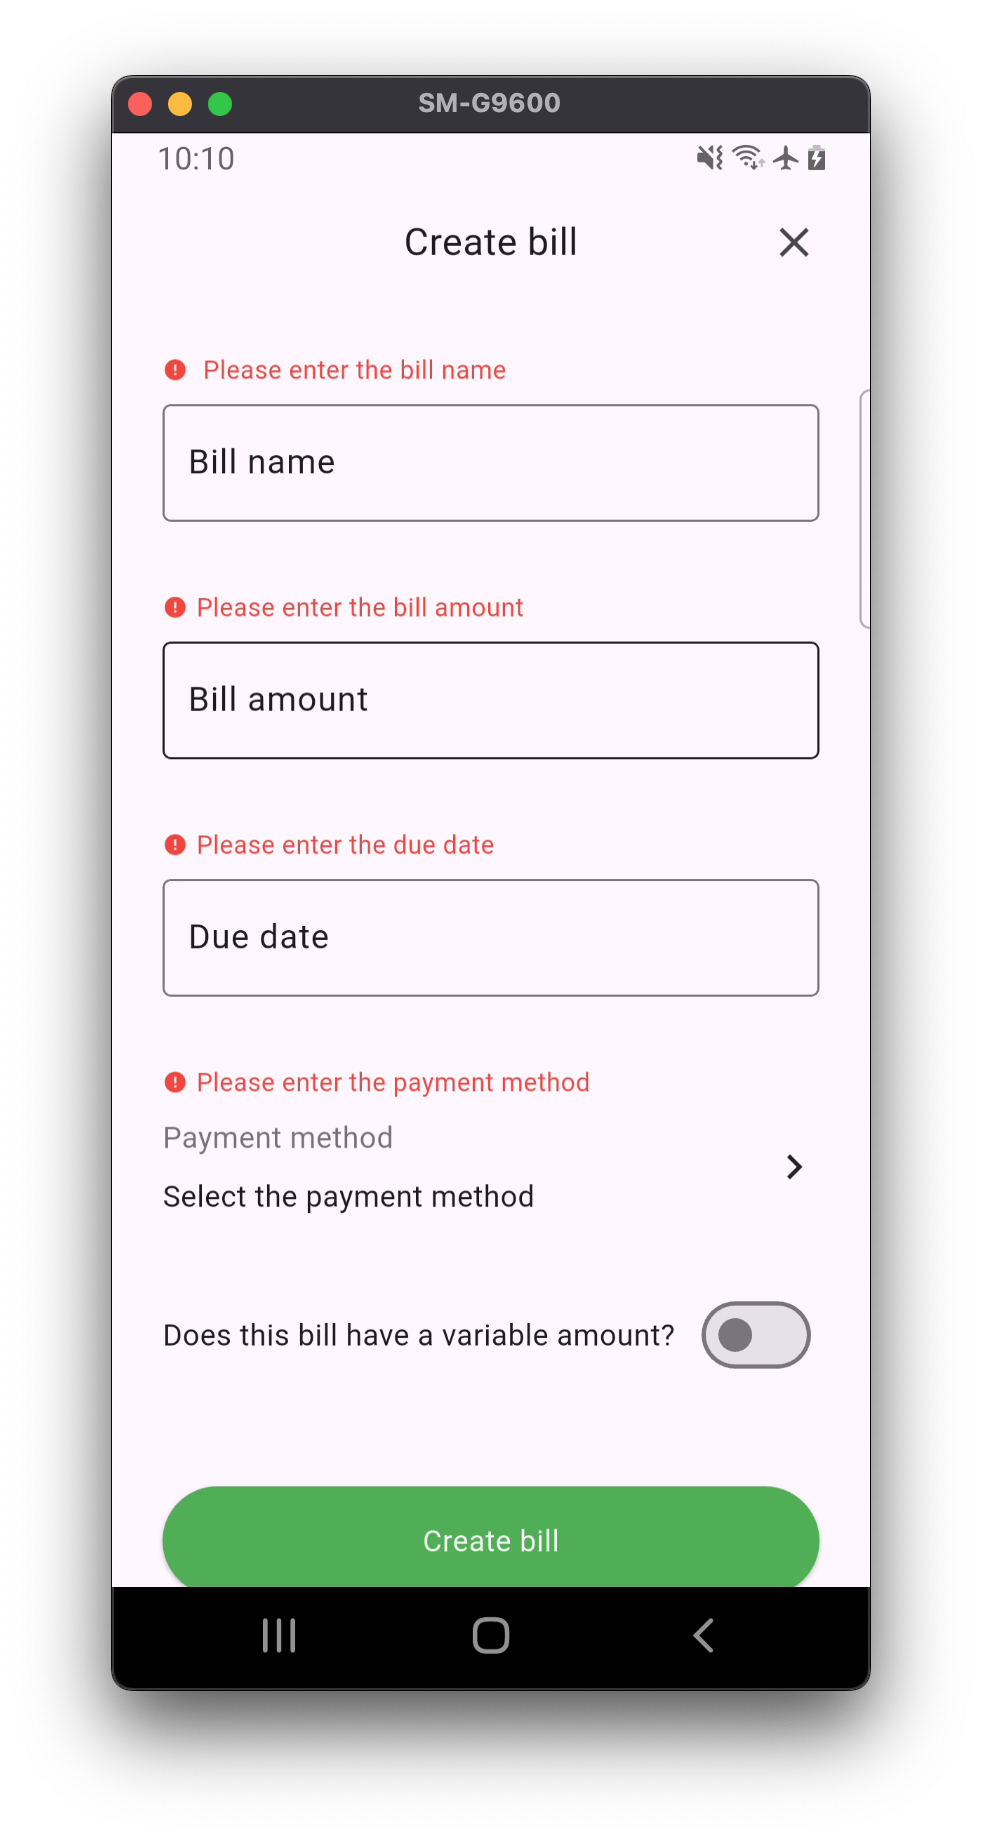 SM-G9600
10:10
Create bill
Please enter the bill name
Bill name
Please enter the bill amount
Bill amount
Please enter the due date
Due date
Please enter the payment method
Payment method
Select the payment method
Does this bill have a variable amount?
Create bill